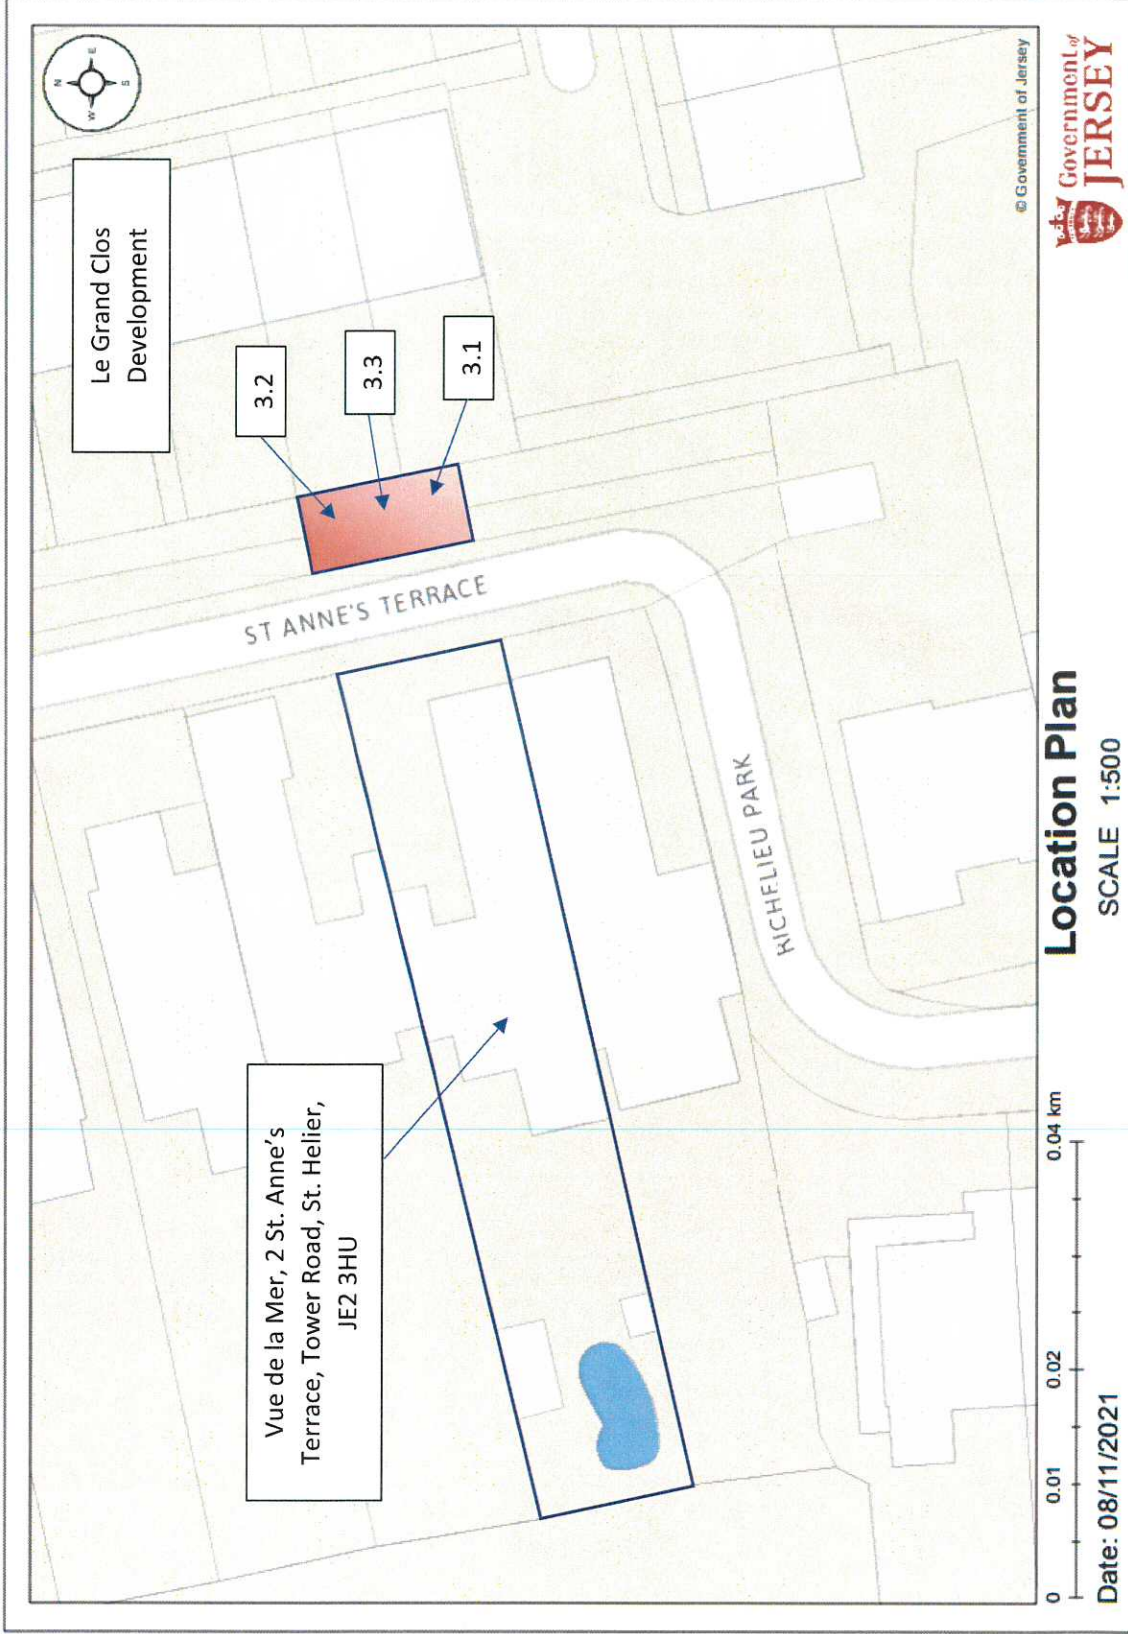 N
E
S
W
Le Grand Clos
Development
3.2
3.3
3.1
ST ANNE'S TERRACE
Vue de la Mer, 2 St. Anne's
Terrace, Tower Road, St. Helier,
JE2 3HU
RICHELIEU PARK
© Government of Jersey
0
0.01
0.02
0.04 km
Location Plan
SCALE 1:500
Date: 08/11/2021
Government of
JERSEY